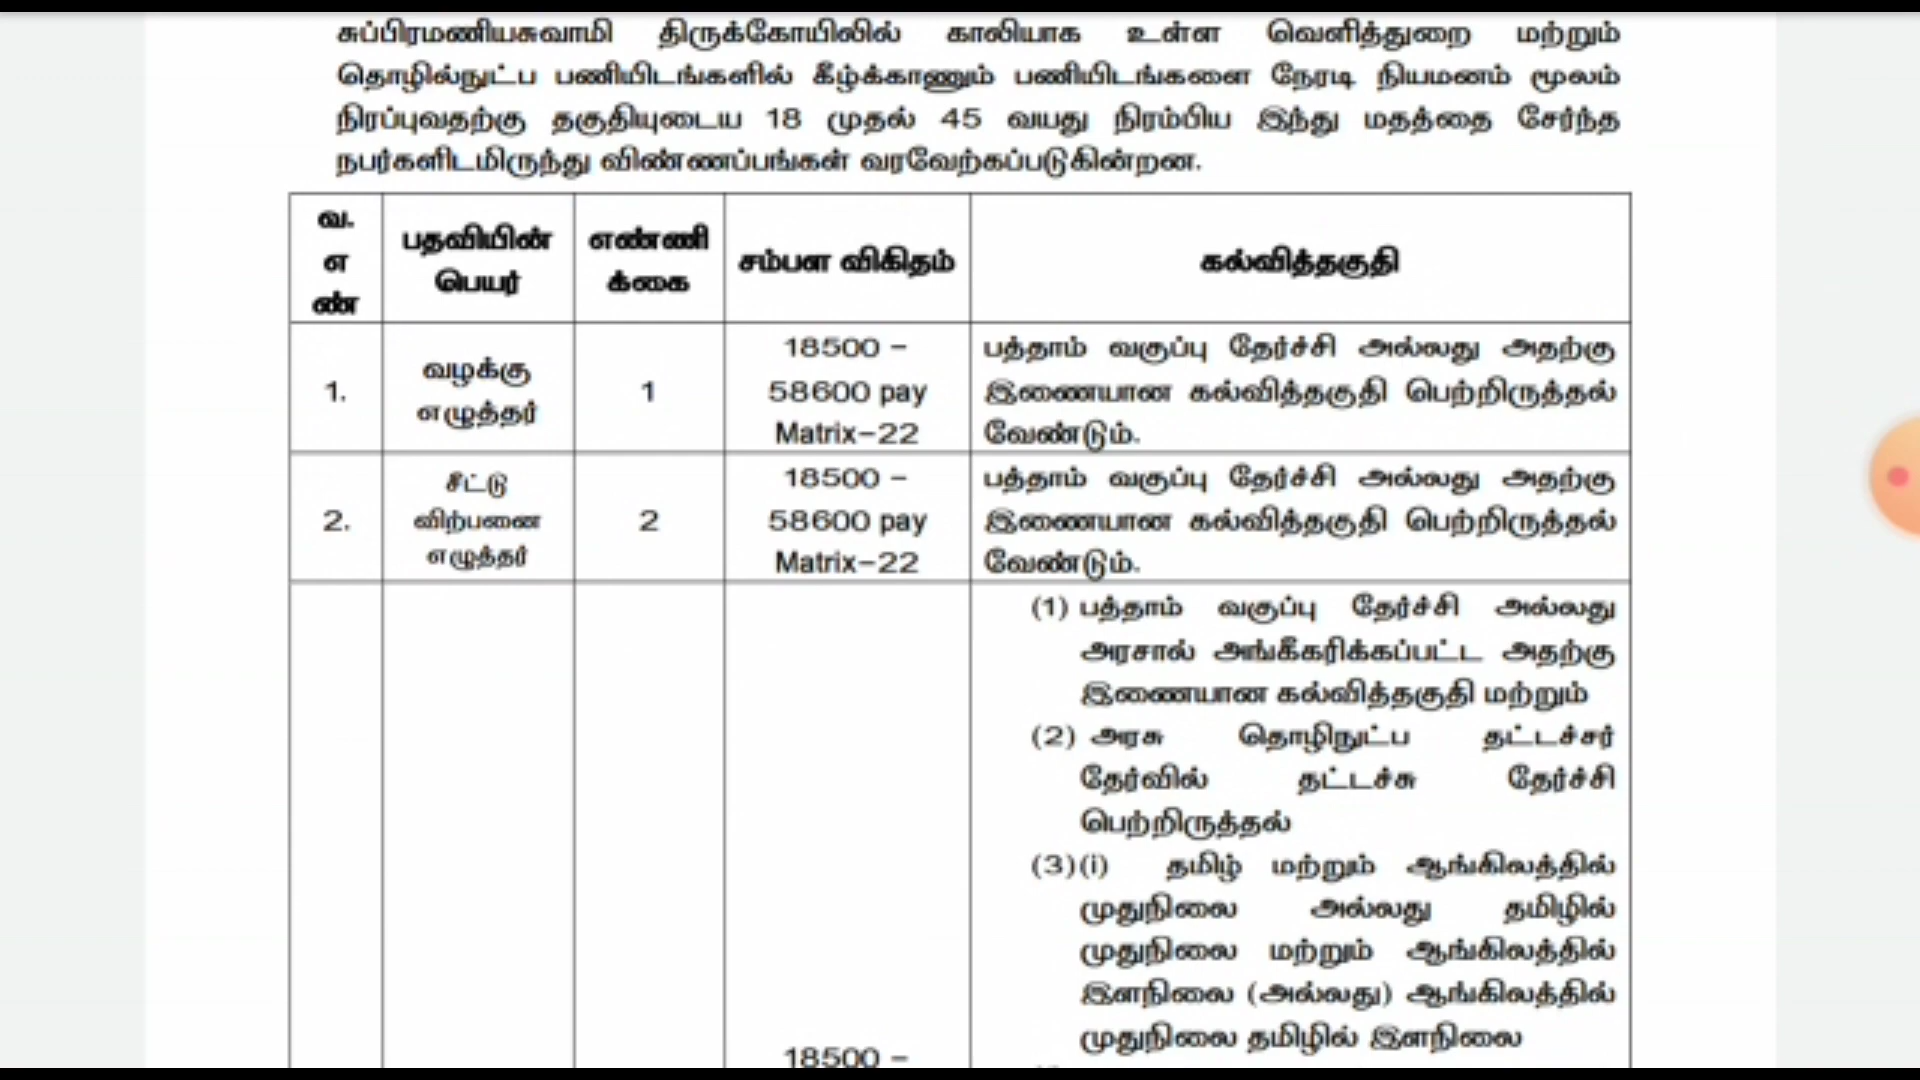 சுப்பிரமணியசுவாமி திருக்கோயிலில் காலியாக உள்ள வெளித்துறை மற்றும்
தொழில்நுட்ப பணியிடங்களில் கீழ்க்காணும் பணியிடங்களை நேரடி நியமனம் மூலம்
நிரப்புவதற்கு தகுதியுடைய 18 முதல் 45 வயது நிரம்பிய இந்து மதத்தை சேர்ந்த
நபர்களிடமிருந்து விண்ணப்பங்கள் வரவேற்கப்படுகின்றன.
வ.
எ
ண்
பதவியின்
பெயர்
எண்ணி
க்கை
சம்பள விகிதம்
கல்வித்தகுதி
1.
வழக்கு
எழுத்தர்
1
18500 –
58600 pay
Matrix–22
பத்தாம் வகுப்பு தேர்ச்சி அல்லது அதற்கு
இணையான கல்வித்தகுதி பெற்றிருத்தல்
வேண்டும்.
2.
சீட்டு
விற்பனை
எழுத்தர்
2
18500 –
58600 pay
Matrix–22
பத்தாம் வகுப்பு தேர்ச்சி அல்லது அதற்கு
இணையான கல்வித்தகுதி பெற்றிருத்தல்
வேண்டும்.
18500 –
(1) பத்தாம் வகுப்பு தேர்ச்சி அல்லது
அரசால் அங்கீகரிக்கப்பட்ட அதற்கு
இணையான கல்வித்தகுதி மற்றும்
(2) அரசு தொழிநுட்ப தட்டச்சர்
தேர்வில் தட்டச்சு தேர்ச்சி
பெற்றிருத்தல்
(3)(i) தமிழ் மற்றும் ஆங்கிலத்தில்
முதுநிலை அல்லது தமிழில்
முதுநிலை மற்றும் ஆங்கிலத்தில்
இளநிலை (அல்லது) ஆங்கிலத்தில்
முதுநிலை தமிழில் இளநிலை